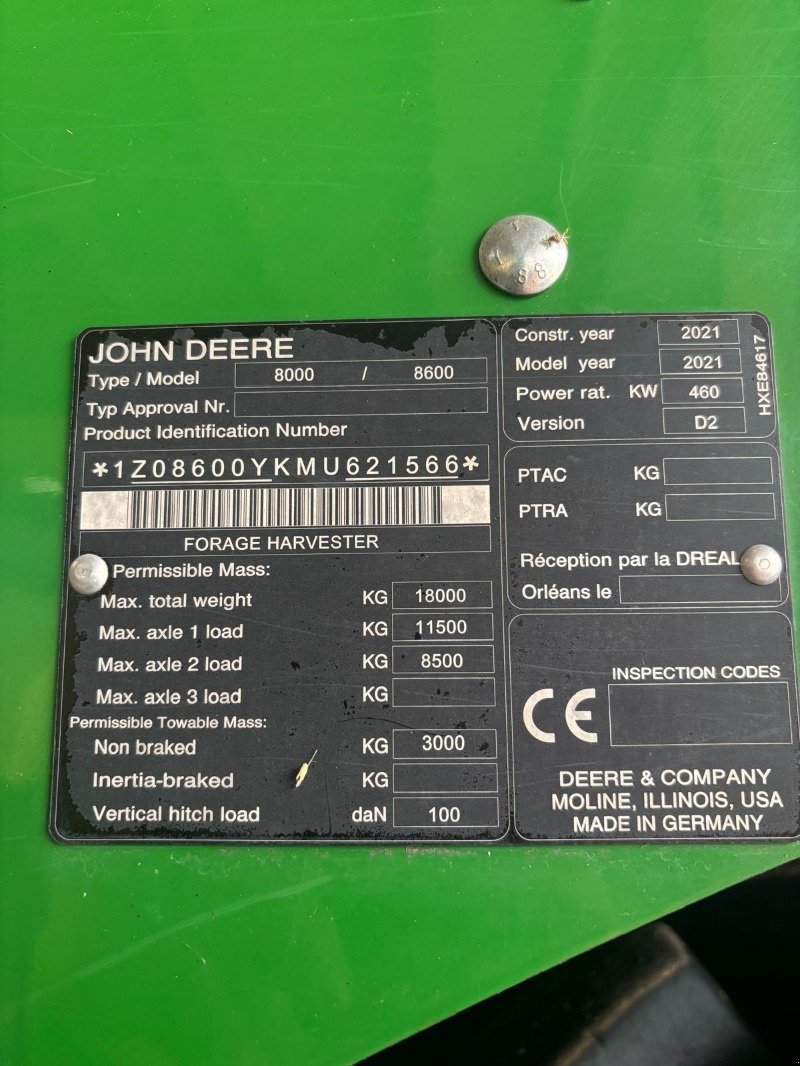 88
JOHN DEERE
Type / Model 8000 / 8600
Typ Approval Nr.
Product Identification Number
*1Z08600YKMU621566*
FORAGE HARVESTER
Permissible Mass:
Max. total weight KG 18000
Max. axle 1 load KG 11500
Max. axle 2 load KG 8500
Max. axle 3 load KG
Permissible Towable Mass:
Non braked KG 3000
Inertia-braked KG
Vertical hitch load daN 100
Constr. year 2021
Model year 2021
Power rat. KW 460
Version D2
HXE84617
PTAC KG
PTRA KG
Réception par la DREAL
Orléans le
INSPECTION CODES
CE
DEERE & COMPANY
MOLINE, ILLINOIS, USA
MADE IN GERMANY